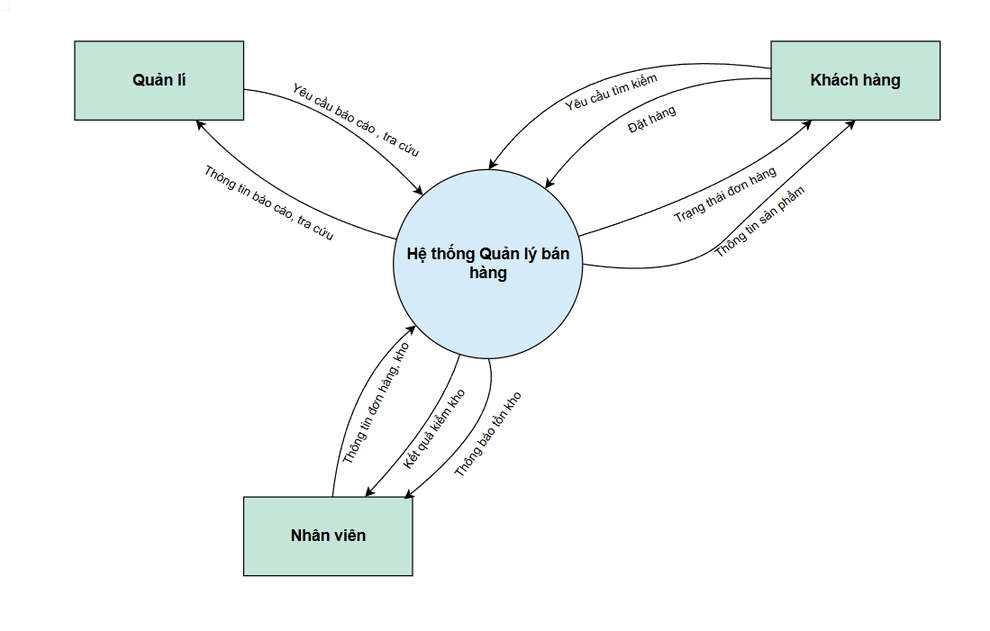 Quản lí
Khách hàng
Yêu cầu báo cáo , tra cứu
Yêu cầu tìm kiếm
Đặt hàng
Thông tin báo cáo, tra cứu
Trạng thái đơn hàng
Thông tin sản phẩm
Hệ thống Quản lý bán
hàng
Thông tin đơn hàng, kho
Kết quả kiểm kho
Thông báo tồn kho
Nhân viên